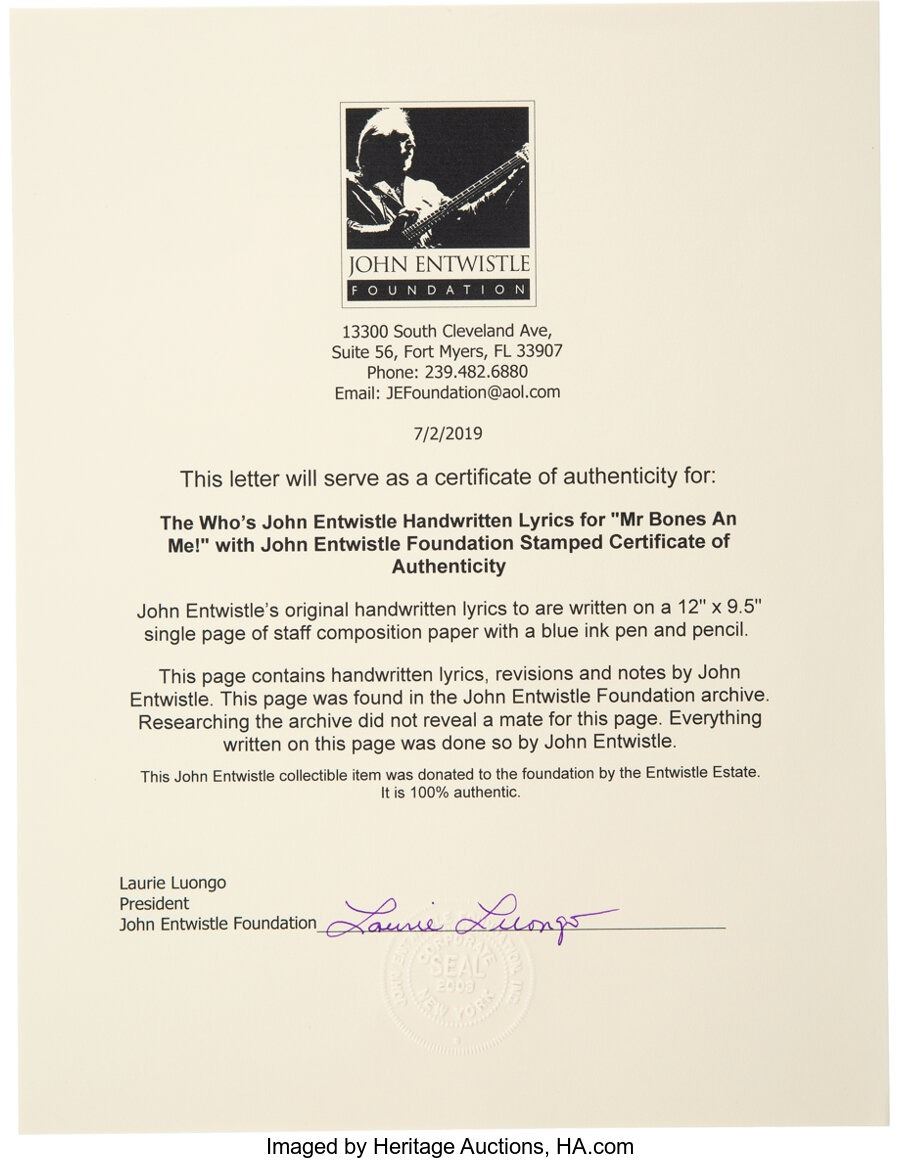 JOHN ENTWISTLE
FOUNDATION
13300 South Cleveland Ave,
Suite 56, Fort Myers, FL 33907
Phone: 239.482.6880
Email: JEFoundation@aol.com
7/2/2019
This letter will serve as a certificate of authenticity for:
The Who's John Entwistle Handwritten Lyrics for "Mr Bones An
Me!" with John Entwistle Foundation Stamped Certificate of
Authenticity
John Entwistle's original handwritten lyrics to are written on a 12" x 9.5"
single page of staff composition paper with a blue ink pen and pencil.
This page contains handwritten lyrics, revisions and notes by John
Entwistle. This page was found in the John Entwistle Foundation archive.
Researching the archive did not reveal a mate for this page. Everything
written on this page was done so by John Entwistle.
This John Entwistle collectible item was donated to the foundation by the Entwistle Estate.
It is 100% authentic.
Laurie Luongo
President
John Entwistle Foundation Laurie Luongo
CORPORATE
SEAL
NEW YORK
Imaged by Heritage Auctions, HA.com